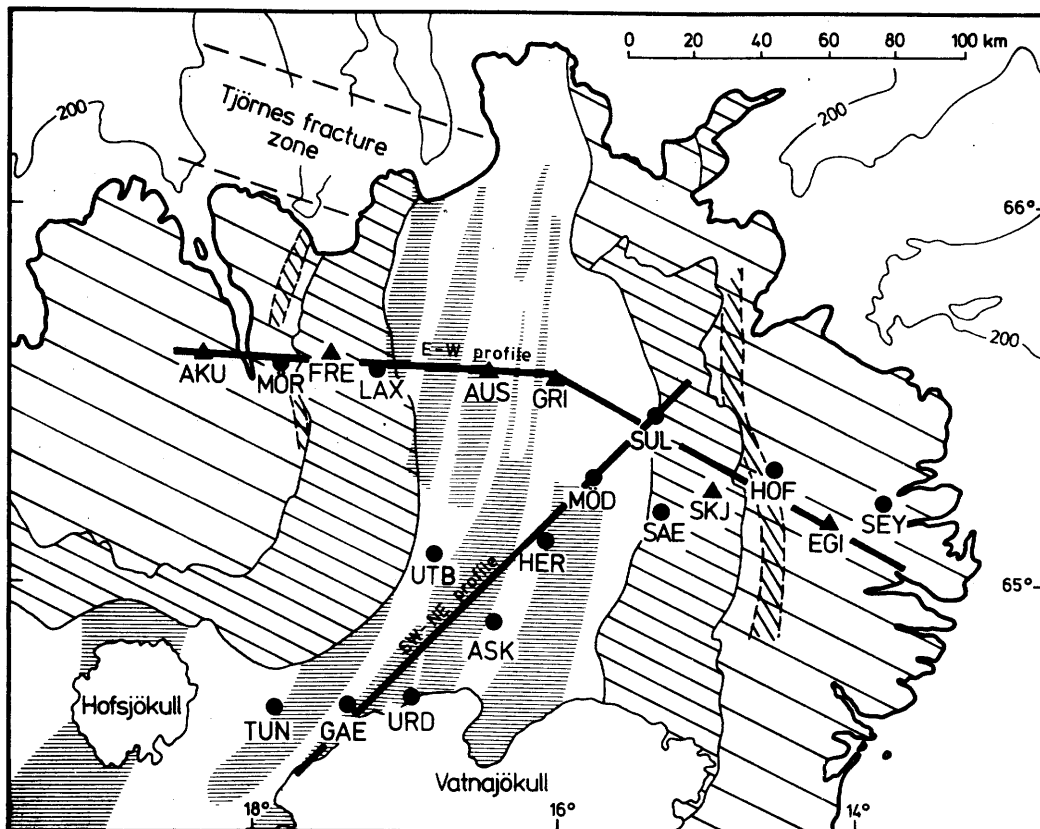 0 20 40 60 80 100 km
200
Tjörnes fracture
zone
200
66°
200
E-W profile
AKU
MÖR
FRE
LAX
AUS
GRI
SUL
MÖD
HOF
SKJ
SAE
SEY
EGI
UTB
HER
65°
SW-NE profile
ASK
Hofsjökull
TUN
GAE
URD
Vatnajökull
18°
16°
14°